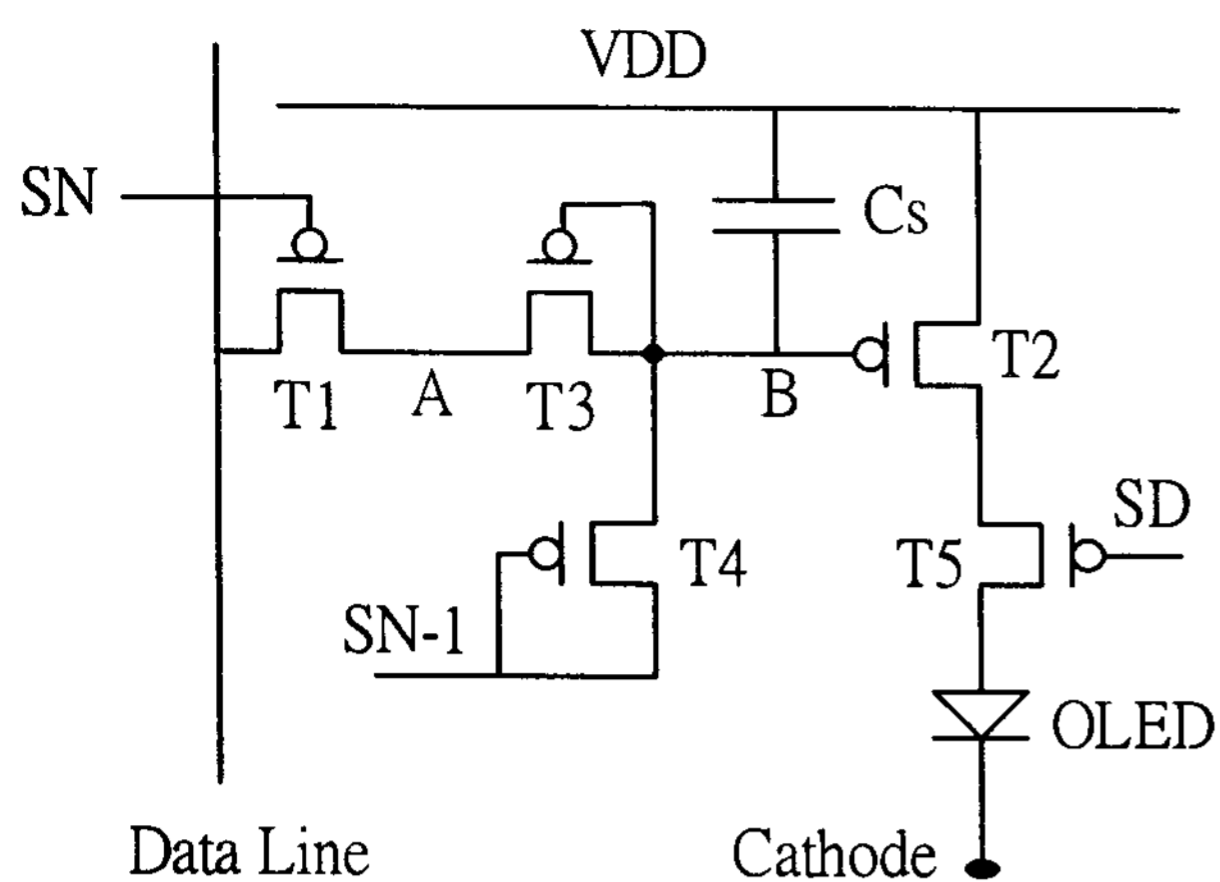 VDD
SN
Cs
T1
A
T3
B
T2
SD
T4
T5
SN-1
OLED
Data Line
Cathode